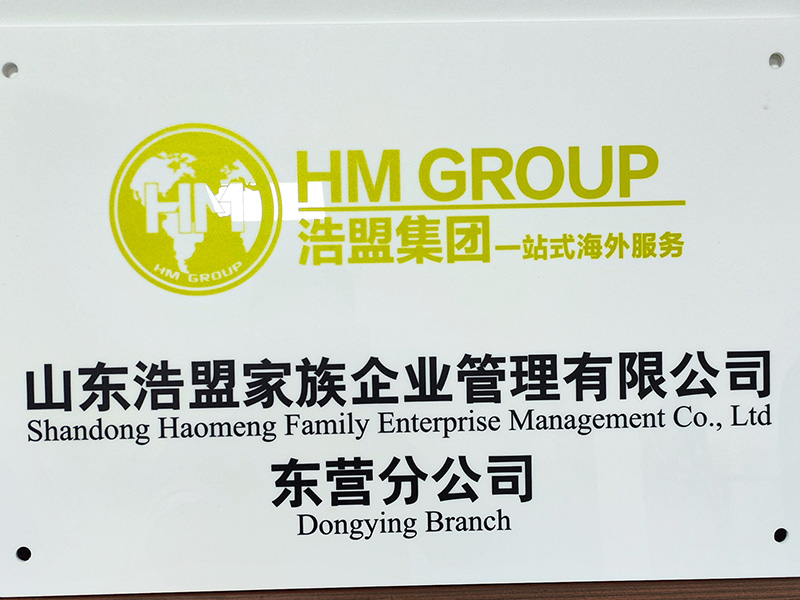 HM
HM GROUP
HM GROUP
浩盟集团一站式海外服务
山东浩盟家族企业管理有限公司
Shandong Haomeng Family Enterprise Management Co., Ltd
东营分公司
Dongying Branch